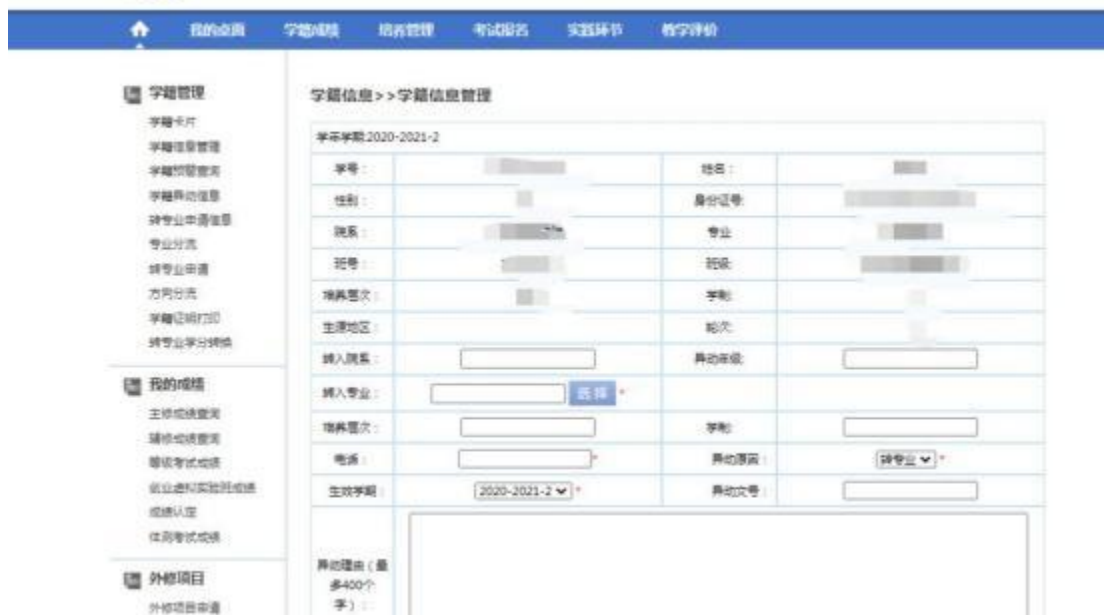 我的桌面 学籍成绩 培养管理 考试报名 实践环节 教学评价
学籍管理
学籍卡片
学籍信息管理
学籍预警查询
学籍异动信息
转专业申请信息
专业分流
转专业申请
方向分流
学籍证明打印
转专业学分转换
我的成绩
主修成绩查询
辅修成绩查询
等级考试成绩
创业虚拟实验班成绩
成绩认定
体测考试成绩
外修项目
外修项目申请
学籍信息>>学籍信息管理
学年学期:2020-2021-2
学号： 姓名：
性别： 身份证号:
院系： 专业:
班号： 班级:
培养层次： 学制:
生源地区： 轮次:
转入院系： 异动年级:
转入专业： 选择 *
培养层次： 学制:
电话： * 异动原因： 转专业 *
生效学期： 2020-2021-2 * 异动文号：
异动理由（最
多400个
字）：